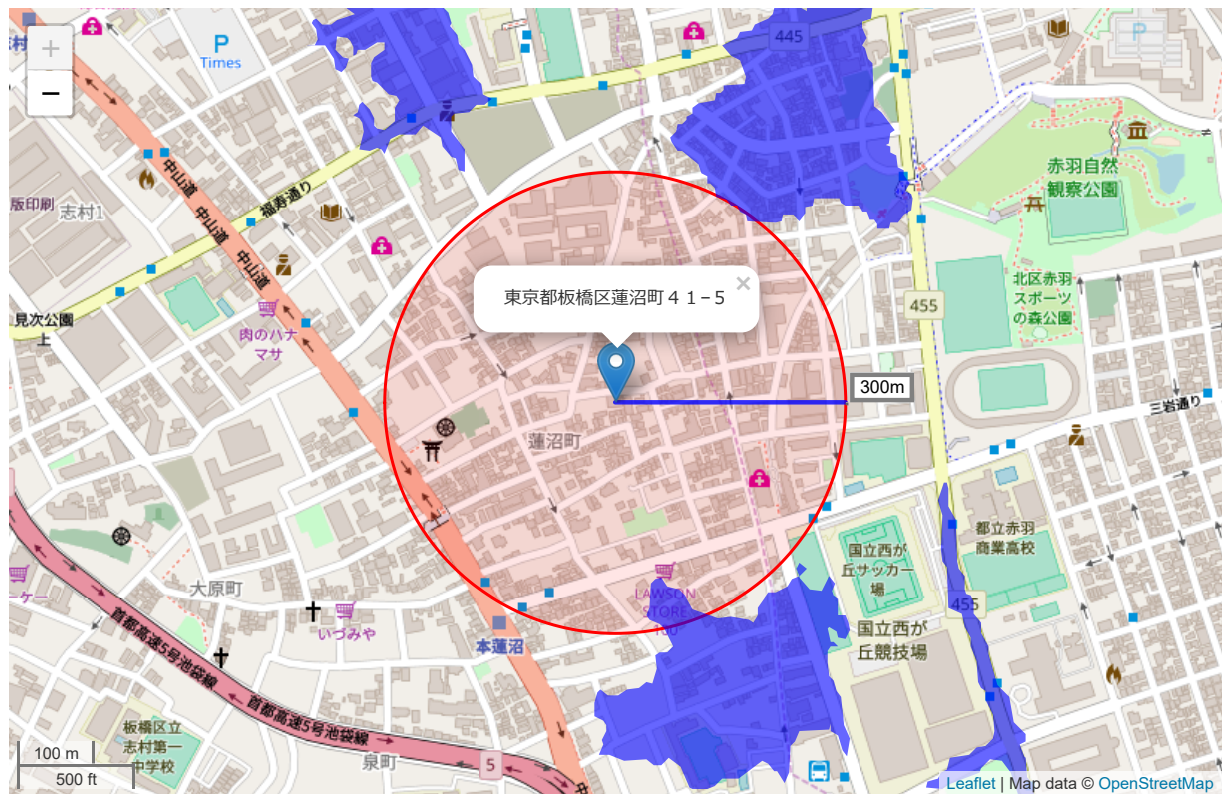 +
−
P
Times
445
村
中山道 中山道
中山道
福寿通り
版印刷
志村1
赤羽自然
観察公園
P
東京都板橋区蓮沼町４１−５
×
455
北区赤羽
スポーツ
の森公園
見次公園
上
肉のハナ
マサ
300m
三岩通り
蓮沼町
都立赤羽
商業高校
国立西が
丘サッカー
場
大原町
ーケー
LAWSON
STORE
100
455
いづみや
本蓮沼
国立西が
丘競技場
首都高速5号池袋線
首都高速5号池袋線
板橋区立
志村第一
中学校
泉町
5
中
100 m
500 ft
Leaflet | Map data © OpenStreetMap